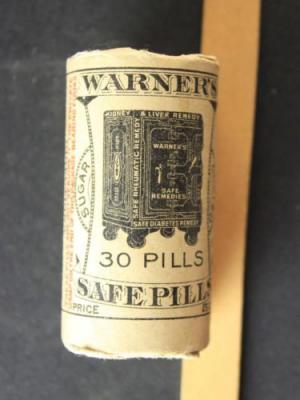 WARNER'S
KIDNEY & LIVER REMEDY
SAFE RHEUMATIC REMEDY
WARNER'S
SAFE
REMEDIES
SAFE DIABETES REMEDY
SUGAR
30 PILLS
SAFE PILLS
PRICE